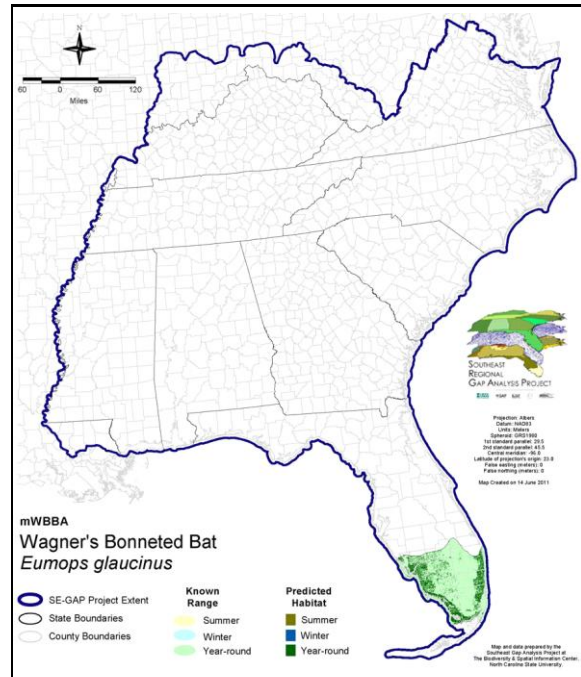 N
60 0 60 120
Miles
SOUTHEAST
REGIONAL
GAP ANALYSIS PROJECT
Projection: Albers
Datum: NAD83
Units: Meters
Spheroid: GRS1980
1st standard parallel: 29.5
2nd standard parallel: 45.5
Central meridian: -96.0
Latitude of projection's origin: 23.0
False easting (meters): 0
False northing (meters): 0
Map Created on 14 June 2011
mWBBA
Wagner's Bonneted Bat
Eumops glaucinus
SE-GAP Project Extent
State Boundaries
County Boundaries
Known
Range
Summer
Winter
Year-round
Predicted
Habitat
Summer
Winter
Year-round
Map and data prepared by the
Southeast Gap Analysis Project at
The Biodiversity & Spatial Information Center,
North Carolina State University.